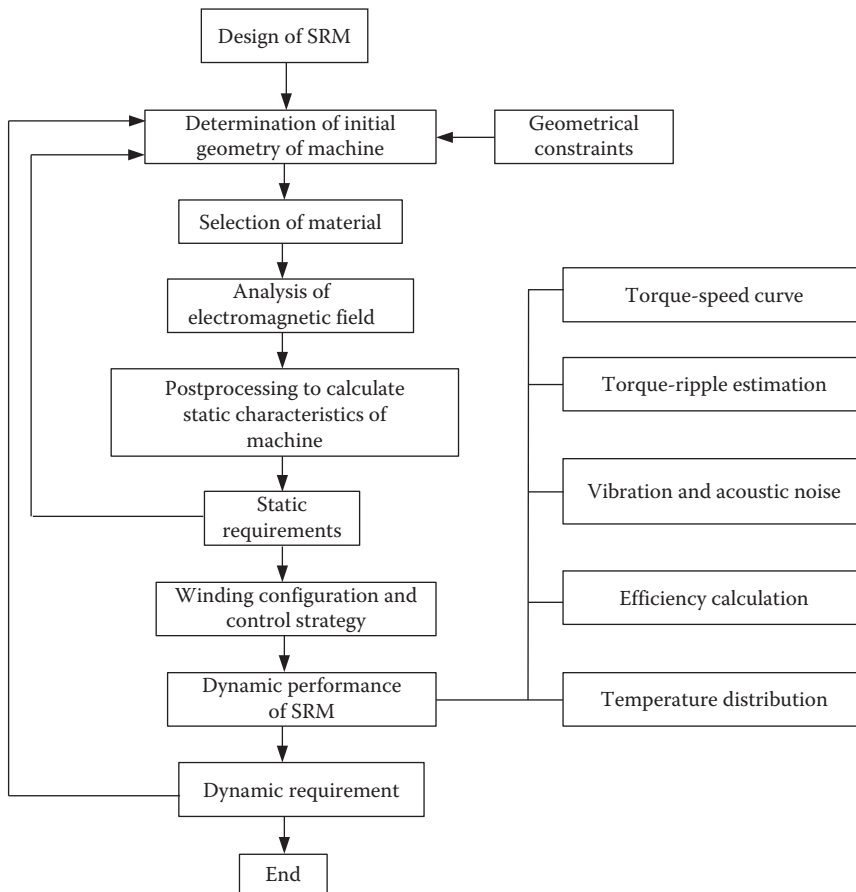 Design of SRM
Determination of initial
geometry of machine
Geometrical
constraints
Selection of material
Analysis of
electromagnetic field
Postprocessing to calculate
static characteristics of
machine
Static
requirements
Winding configuration and
control strategy
Dynamic performance
of SRM
Dynamic requirement
End
Torque-speed curve
Torque-ripple estimation
Vibration and acoustic noise
Efficiency calculation
Temperature distribution